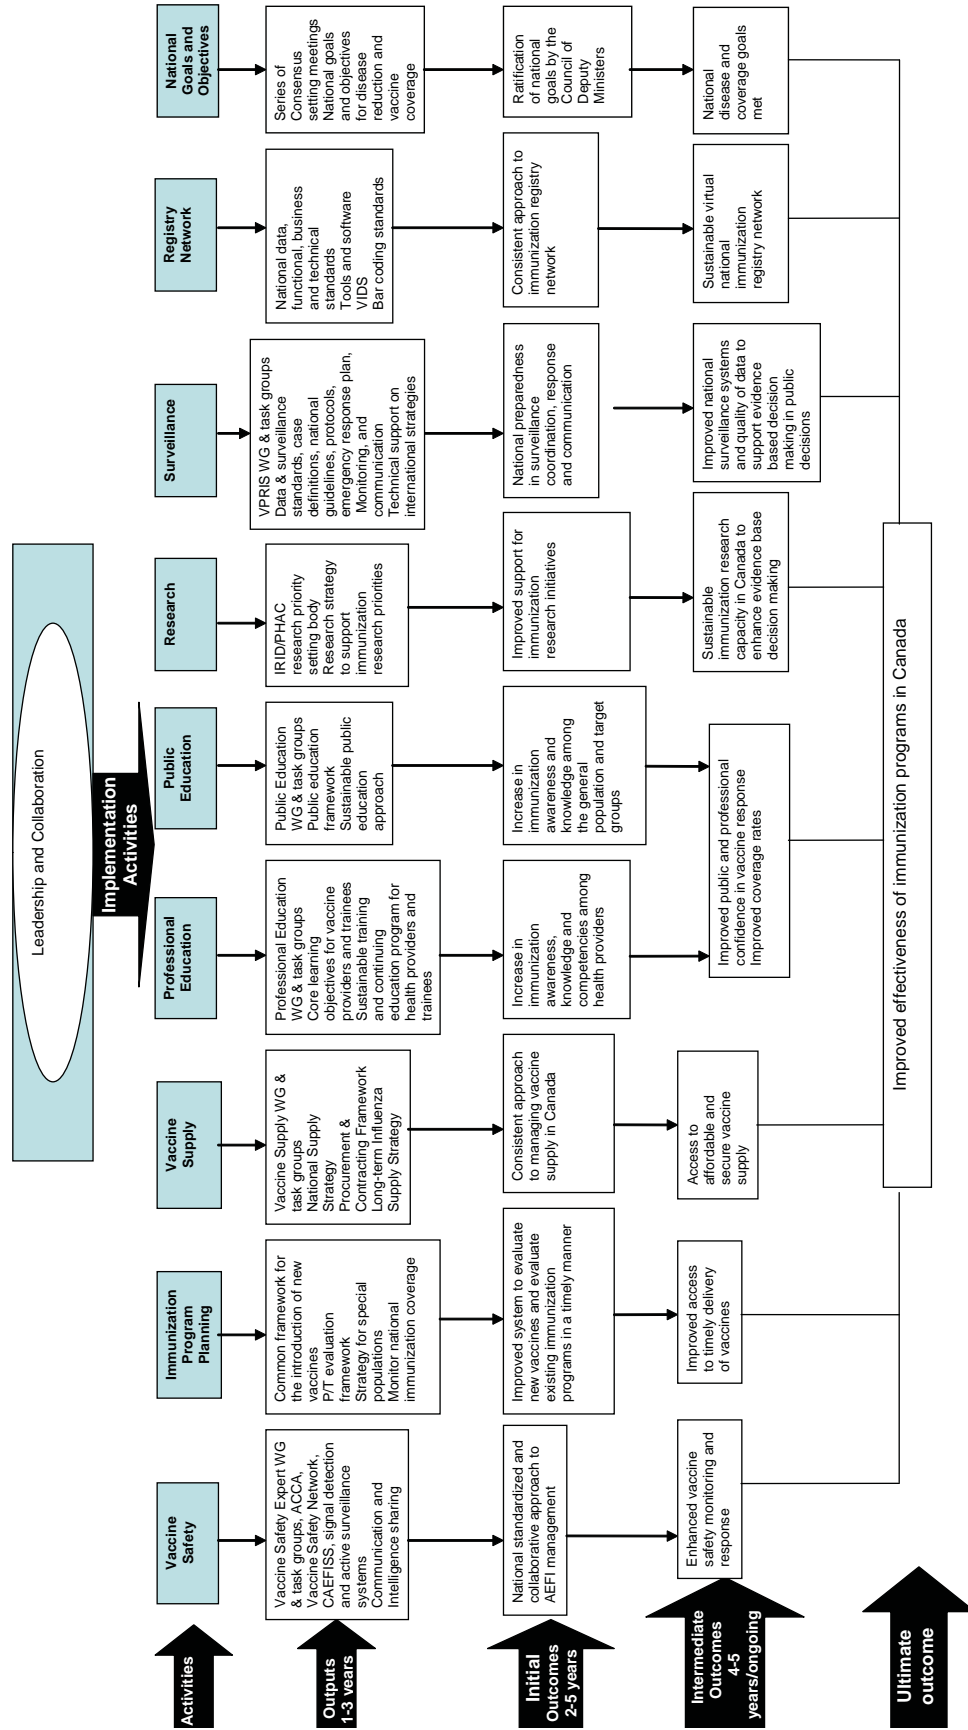 Leadership and Collaboration
Implementation
Activities
Activities
Vaccine
Safety
Immunization
Program
Planning
Vaccine
Supply
Professional
Education
Public
Education
Research
Surveillance
Registry
Network
National
Goals and
Objectives
Outputs
1-3 years
Vaccine Safety Expert WG
& task groups, ACCA,
Vaccine Safety Network,
CAEFISS, signal detection
and active surveillance
systems
Communication and
Intelligence sharing
Common framework for
the introduction of new
vaccines
P/T evaluation
framework
Strategy for special
populations
Monitor national
immunization coverage
Vaccine Supply WG &
task groups
National Supply
Strategy
Procurement &
Contracting Framework
Long-term Influenza
Supply Strategy
Professional Education
WG & task groups
Core learning
objectives for vaccine
providers and trainees
Sustainable training
and continuing
education program for
health providers and
trainees
Public Education
WG & task groups
Public education
framework
Sustainable public
education
approach
IRID/PHAC
research priority
setting body
Research strategy
to support
immunization
research priorities
VPRIS WG & task groups
Data & surveillance
standards, case
definitions, national
guidelines, protocols,
emergency response plan,
Monitoring, and
communication
Technical support on
international strategies
National data,
functional, business
and technical
standards
Tools and software
VIDS
Bar coding standards
Series of
Consensus
setting meetings
National goals
and objectives
for disease
reduction and
vaccine
coverage
Initial
Outcomes
2-5 years
National standardized and
collaborative approach to
AEFI management
Improved system to evaluate
new vaccines and evaluate
existing immunization
programs in a timely manner
Consistent approach
to managing vaccine
supply in Canada
Increase in
immunization
awareness,
knowledge and
competencies among
health providers
Increase in
immunization
awareness and
knowledge among
the general
population and target
groups
Improved support for
immunization
research initiatives
National preparedness
in surveillance
coordination, response
and communication
Consistent approach to
immunization registry
network
Ratification
of national
goals by the
Council of
Deputy
Ministers
Intermediate
Outcomes
4-5
years/ongoing
Enhanced vaccine
safety monitoring and
response
Improved access
to timely delivery
of vaccines
Access to
affordable and
secure vaccine
supply
Improved public and professional
confidence in vaccine response
Improved coverage rates
Sustainable
immunization research
capacity in Canada to
enhance evidence base
decision making
Improved national
surveillance systems
and quality of data to
support evidence
based decision
making in public
decisions
Sustainable virtual
national
immunization
registry network
National
disease and
coverage goals
met
Ultimate
outcome
Improved effectiveness of immunization programs in Canada